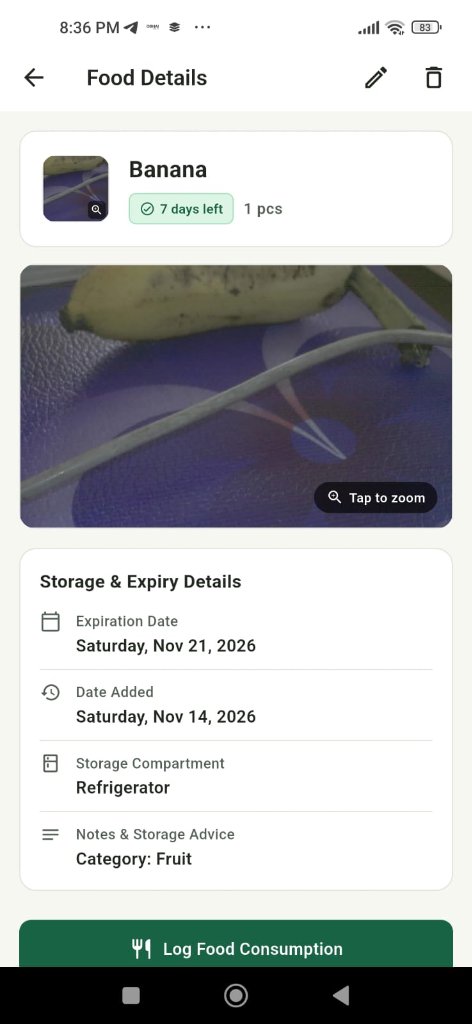 8:36 PM
83
Food Details
Banana
7 days left
1 pcs
Tap to zoom
Storage & Expiry Details
Expiration Date
Saturday, Nov 21, 2026
Date Added
Saturday, Nov 14, 2026
Storage Compartment
Refrigerator
Notes & Storage Advice
Category: Fruit
Log Food Consumption